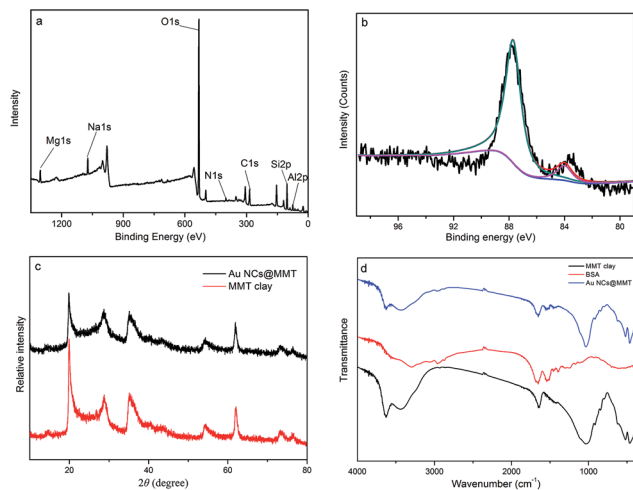 a
O1s
Mg1s
Na1s
N1s
C1s
Si2p
Al2p
Intensity
1200 900 600 300 0
Binding Energy (eV)
b
Intensity (Counts)
96 92 88 84 80
Binding energy (eV)
c
Au NCs@MMT
MMT clay
Relative intensity
20 40 60 80
2θ (degree)
d
MMT clay
BSA
Au NCs@MMT
Transmittance
4000 3000 2000 1000
Wavenumber (cm⁻¹)